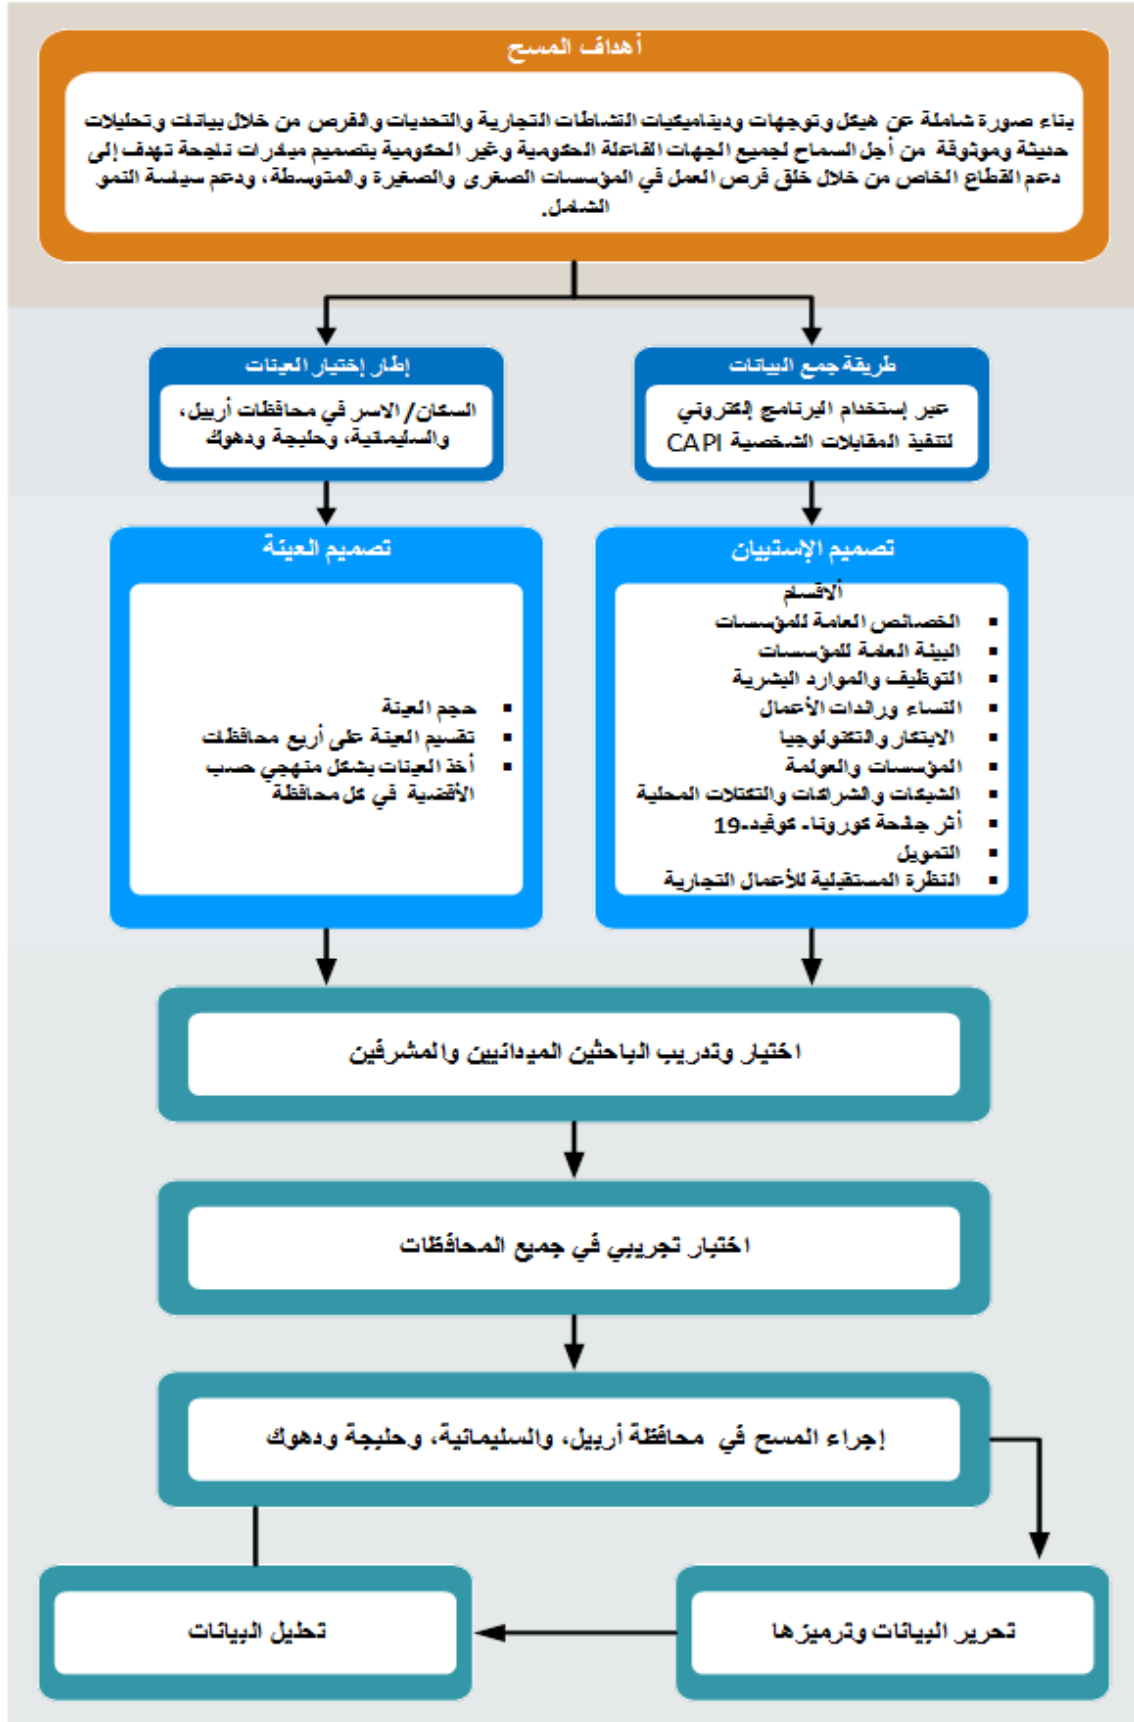 أهداف المسح
بناء صورة شاملة عن هيكل وتوجهات وديناميكيات النشاطات التجارية والتحديات والفرص من خلال بيانات وتحليلات
حديثة وموثوقة من أجل السماح لجميع الجهات الفاعلة الحكومية وغير الحكومية بتصميم مبادرات ناجحة تهدف إلى
دعم القطاع الخاص من خلال خلق فرص العمل في المؤسسات الصغرى والصغيرة والمتوسطة، ودعم سياسة النمو
الشامل.
طريقة جمع البيانات
عبر إستخدام البرنامج إلكتروني
لتنفيذ المقابلات الشخصية CAPI
إطار إختيار العينات
السكان/ الاسر في محافظات أربيل،
والسليمانية، وحلبجة ودهوك
تصميم الإستبيان
ألاقسام
▪ الخصائص العامة للمؤسسات
▪ البيئة العامة للمؤسسات
▪ التوظيف والموارد البشرية
▪ النساء ورائدات الأعمال
▪ الابتكار والتكنولوجيا
▪ المؤسسات والعولمة
▪ الشبكات والشراكات والتكتلات المحلية
▪ أثر جائحة كورونا- كوفيد-19
▪ التمويل
▪ النظرة المستقبلية للأعمال التجارية
تصميم العينة
▪ حجم العينة
▪ تقسيم العينة على أربع محافظات
▪ أخذ العينات بشكل منهجي حسب
الأقضية في كل محافظة
اختيار وتدريب الباحثين الميدانيين والمشرفين
اختبار تجريبي في جميع المحافظات
إجراء المسح في محافظة أربيل، والسليمانية، وحلبجة ودهوك
تحرير البيانات وترميزها
تحليل البيانات